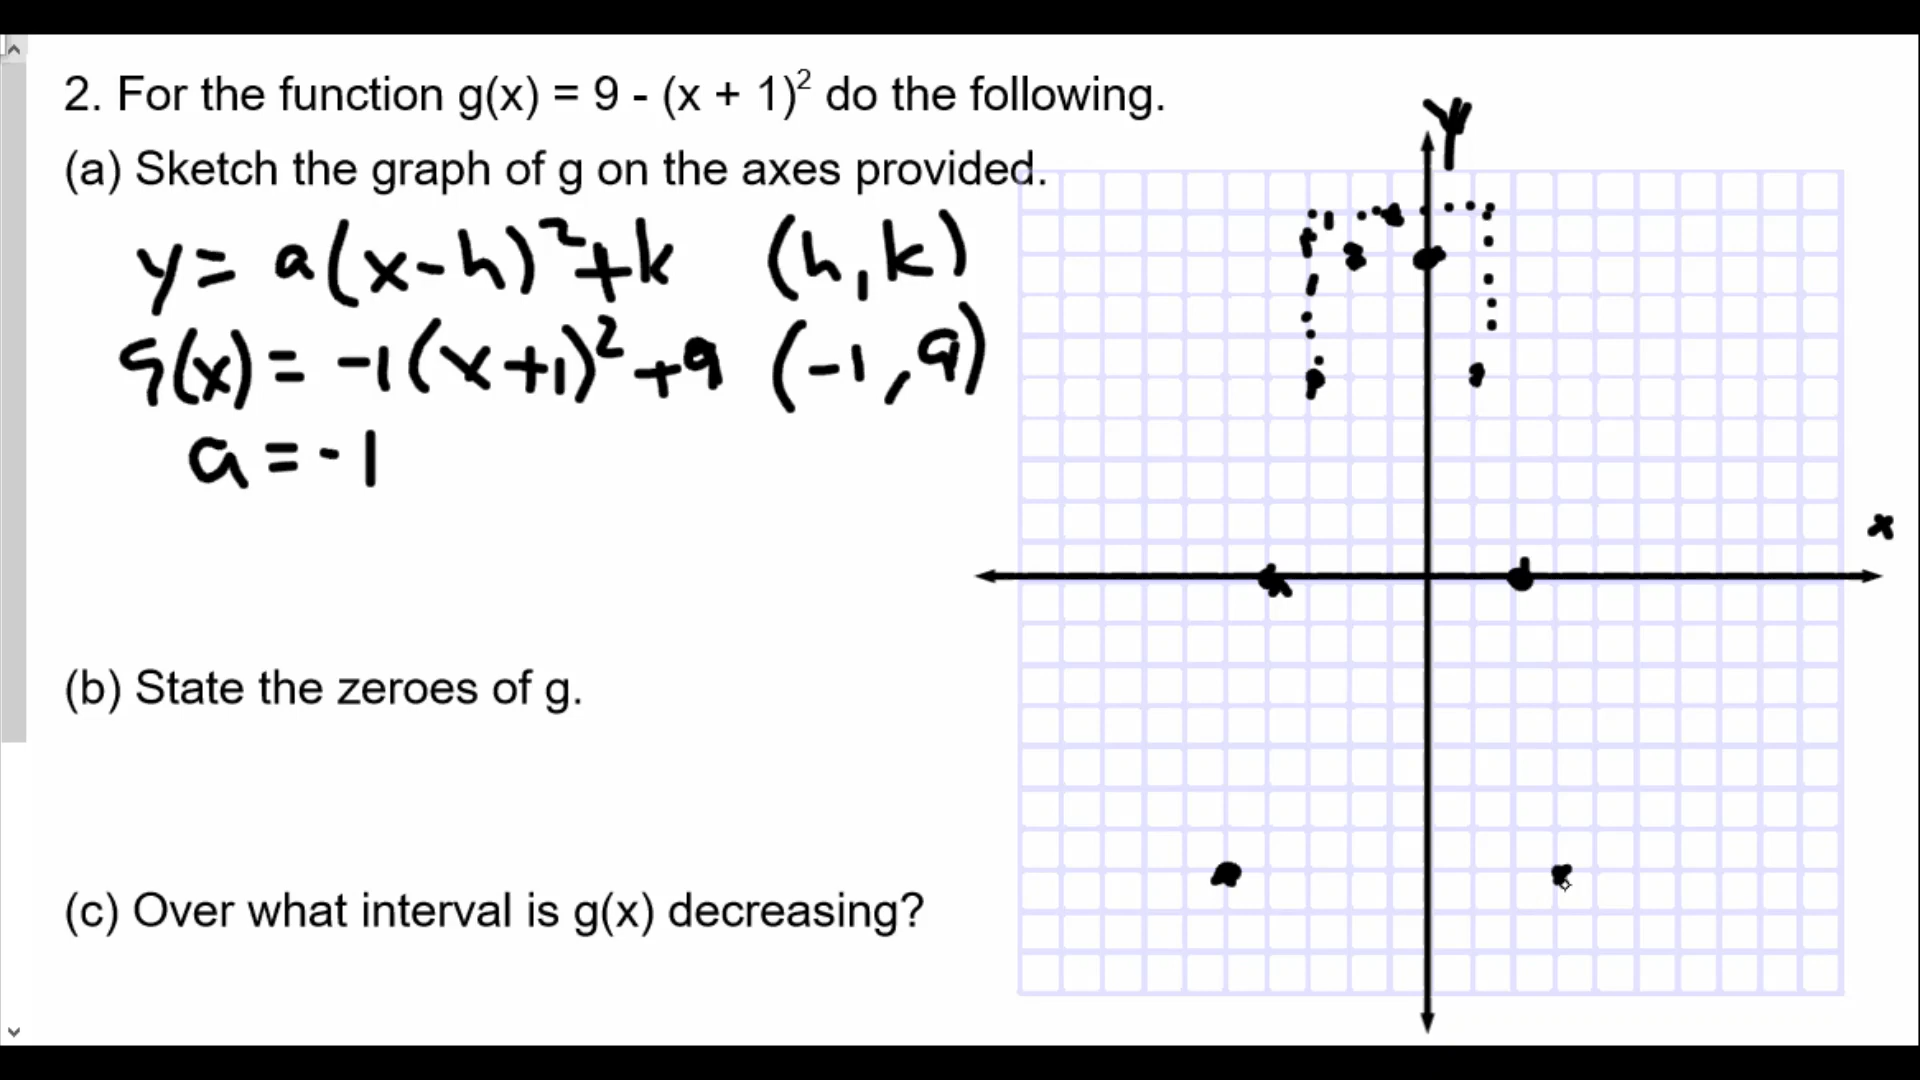 2. For the function g(x) = 9 - (x + 1)² do the following.
(a) Sketch the graph of g on the axes provided.
y = a(x-h)²+k (h,k)
g(x) = -1(x+1)²+9 (-1,9)
a = -1
y
x
(b) State the zeroes of g.
(c) Over what interval is g(x) decreasing?